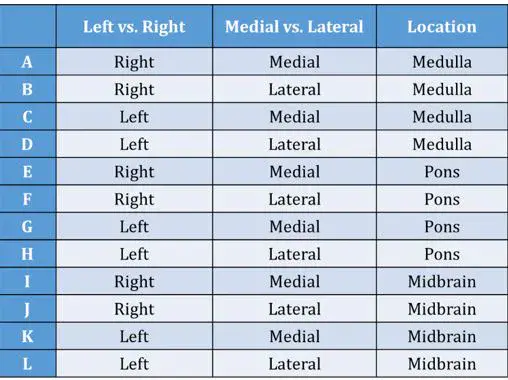 Left vs. Right Medial vs. Lateral Location
A Right Medial Medulla
B Right Lateral Medulla
C Left Medial Medulla
D Left Lateral Medulla
E Right Medial Pons
F Right Lateral Pons
G Left Medial Pons
H Left Lateral Pons
I Right Medial Midbrain
J Right Lateral Midbrain
K Left Medial Midbrain
L Left Lateral Midbrain